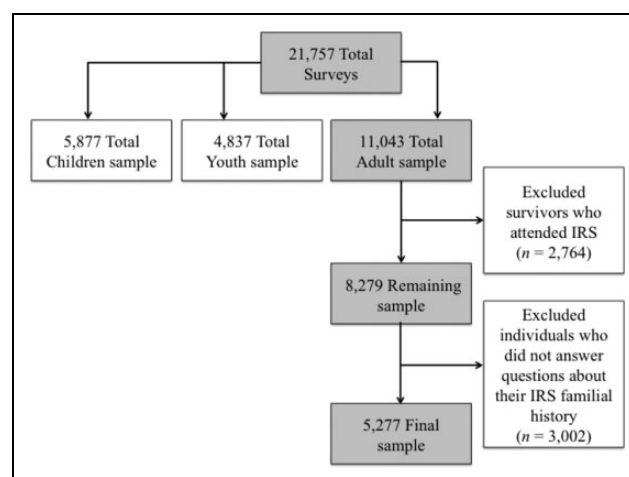 21,757 Total
Surveys
5,877 Total
Children sample
4,837 Total
Youth sample
11,043 Total
Adult sample
Excluded
survivors who
attended IRS
(n = 2,764)
8,279 Remaining
sample
Excluded
individuals who
did not answer
questions about
their IRS familial
history
(n = 3,002)
5,277 Final
sample